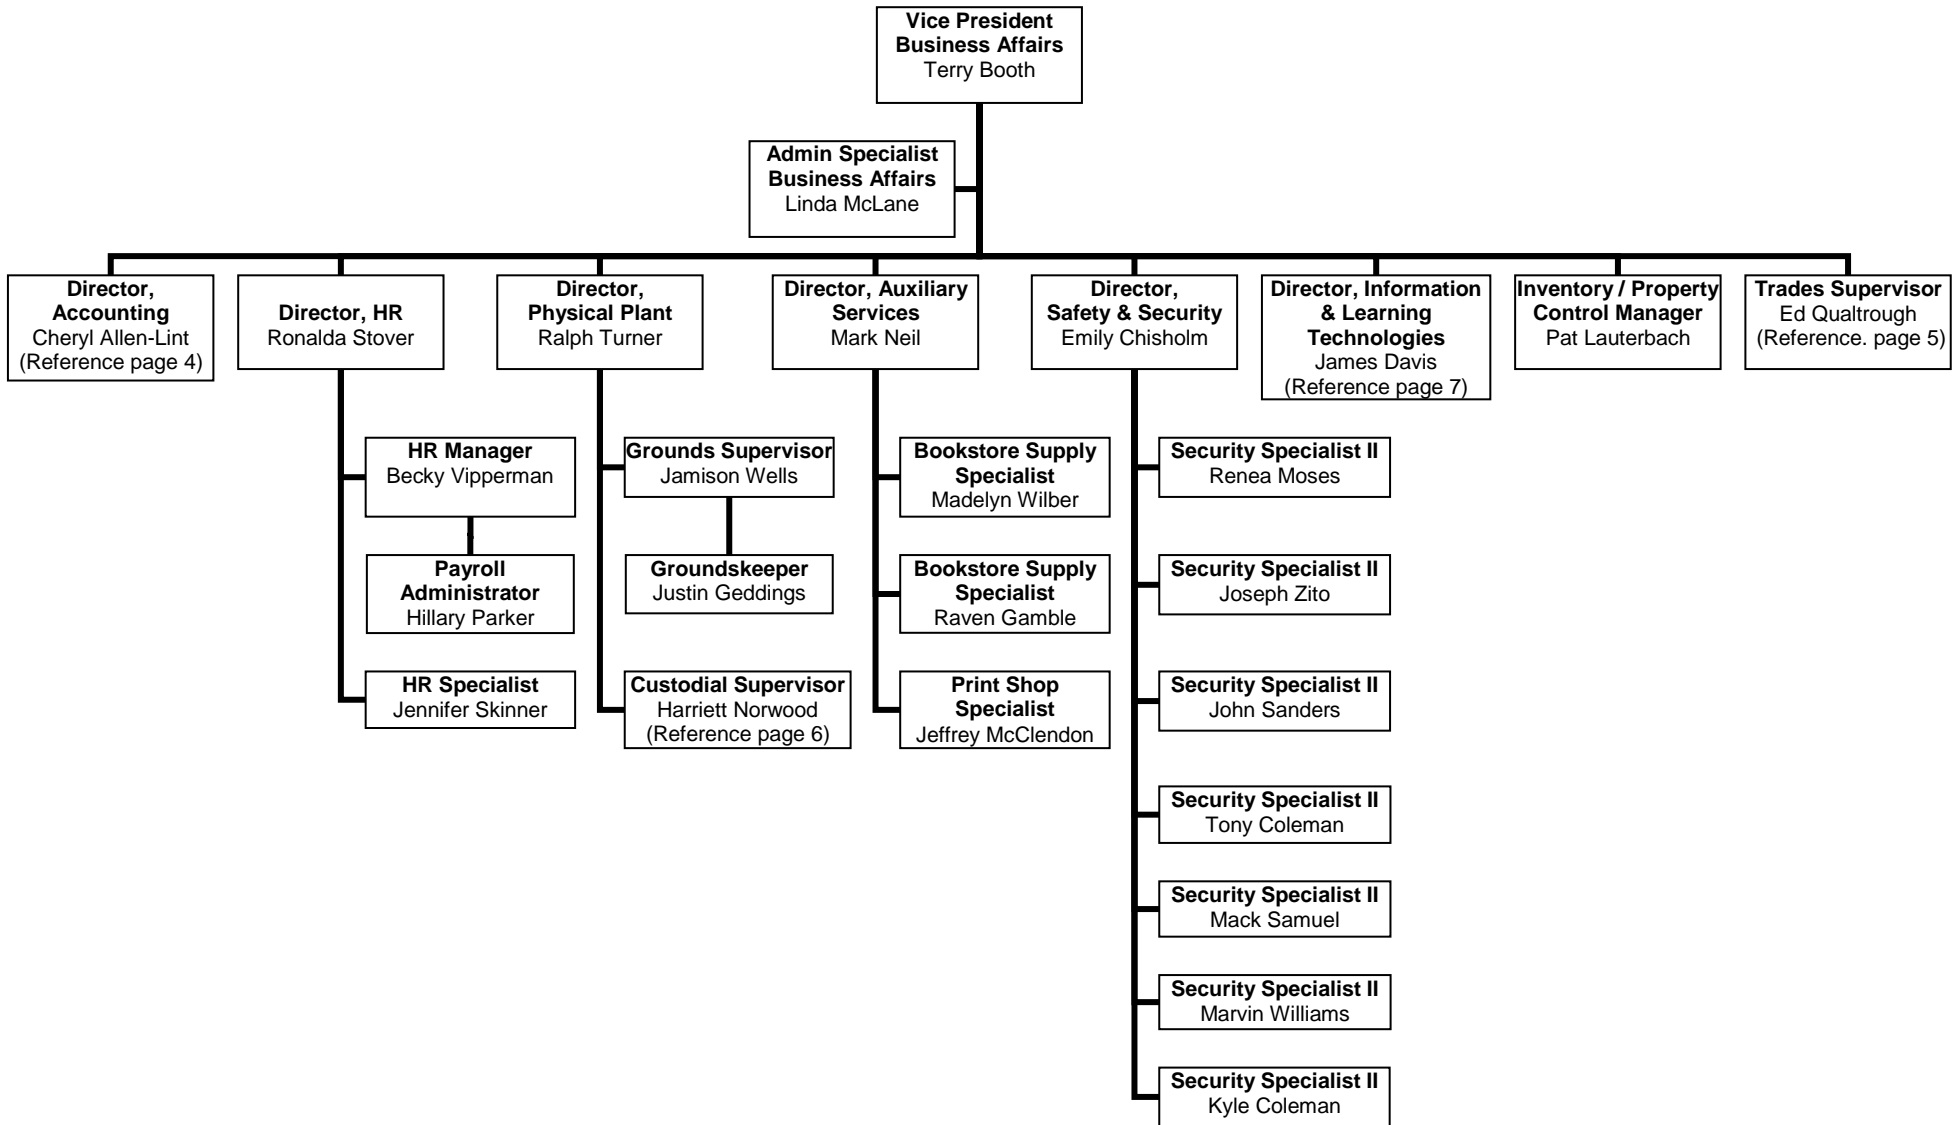 Vice President
Business Affairs
Terry Booth
Admin Specialist
Business Affairs
Linda McLane
Director,
Accounting
Cheryl Allen-Lint
(Reference page 4)
Director, HR
Ronalda Stover
Director,
Physical Plant
Ralph Turner
Director, Auxiliary
Services
Mark Neil
Director,
Safety & Security
Emily Chisholm
Director, Information
& Learning
Technologies
James Davis
(Reference page 7)
Inventory / Property
Control Manager
Pat Lauterbach
Trades Supervisor
Ed Qualtrough
(Reference. page 5)
HR Manager
Becky Vipperman
Payroll
Administrator
Hillary Parker
HR Specialist
Jennifer Skinner
Grounds Supervisor
Jamison Wells
Groundskeeper
Justin Geddings
Custodial Supervisor
Harriett Norwood
(Reference page 6)
Bookstore Supply
Specialist
Madelyn Wilber
Bookstore Supply
Specialist
Raven Gamble
Print Shop
Specialist
Jeffrey McClendon
Security Specialist II
Renea Moses
Security Specialist II
Joseph Zito
Security Specialist II
John Sanders
Security Specialist II
Tony Coleman
Security Specialist II
Mack Samuel
Security Specialist II
Marvin Williams
Security Specialist II
Kyle Coleman